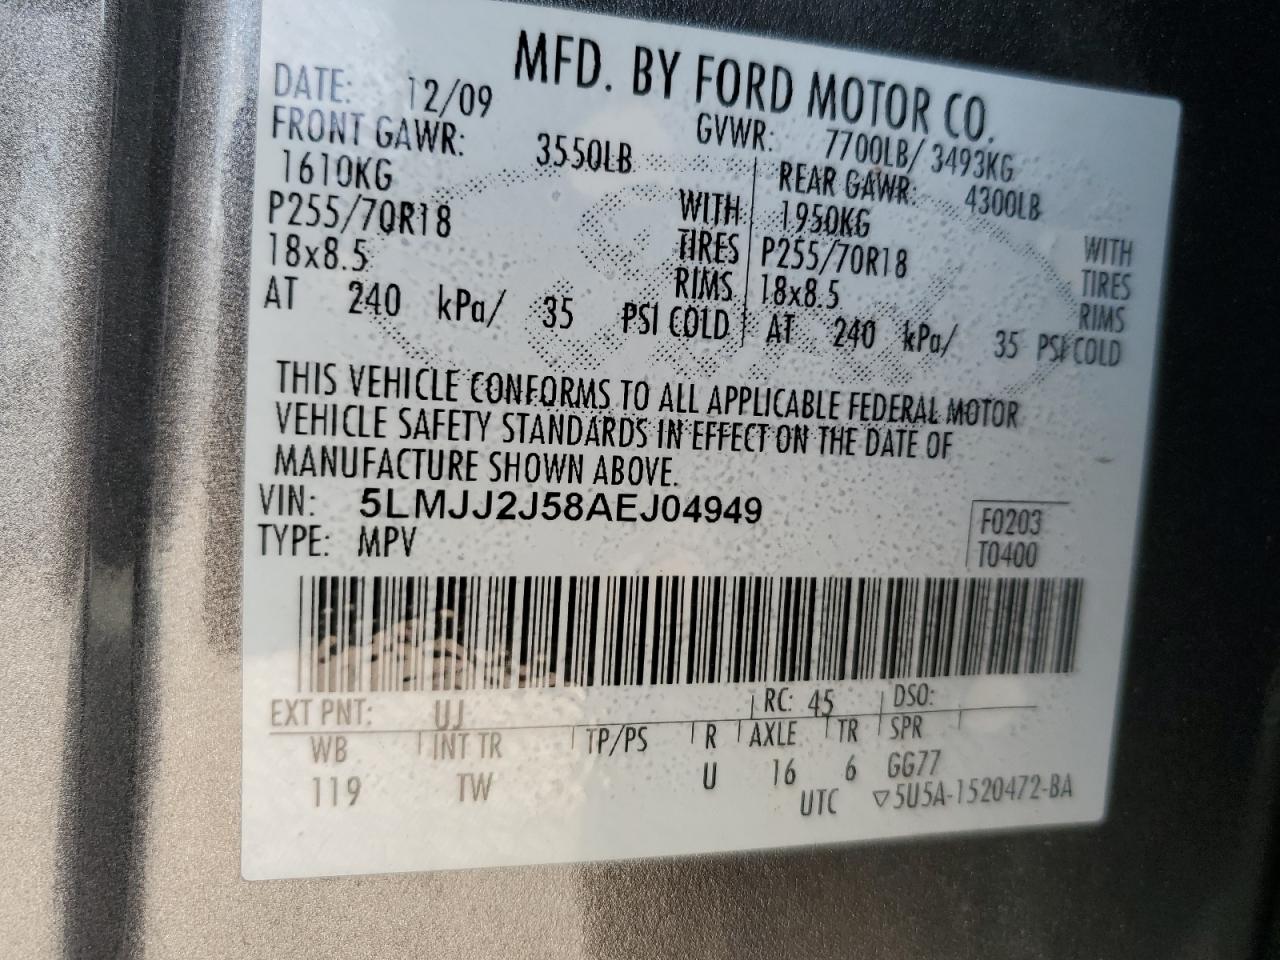 MFD. BY FORD MOTOR CO.
DATE: 12/09 GVWR: 7700LB/ 3493KG
FRONT GAWR: 3550LB REAR GAWR: 4300LB
1610KG WITH 1950KG WITH
P255/70R18 TIRES P255/70R18 TIRES
18x8.5 RIMS 18x8.5 RIMS
AT 240 kPa/ 35 PSI COLD AT 240 kPa/ 35 PSI COLD
THIS VEHICLE CONFORMS TO ALL APPLICABLE FEDERAL MOTOR
VEHICLE SAFETY STANDARDS IN EFFECT ON THE DATE OF
MANUFACTURE SHOWN ABOVE.
VIN: 5LMJJ2J58AEJ04949 F0203
TYPE: MPV T0400
EXT PNT: UJ RC: 45 DSO:
WB INT TR TP/PS R AXLE TR SPR
119 TW U 16 6 GG77
UTC ▽5U5A-1520472-BA